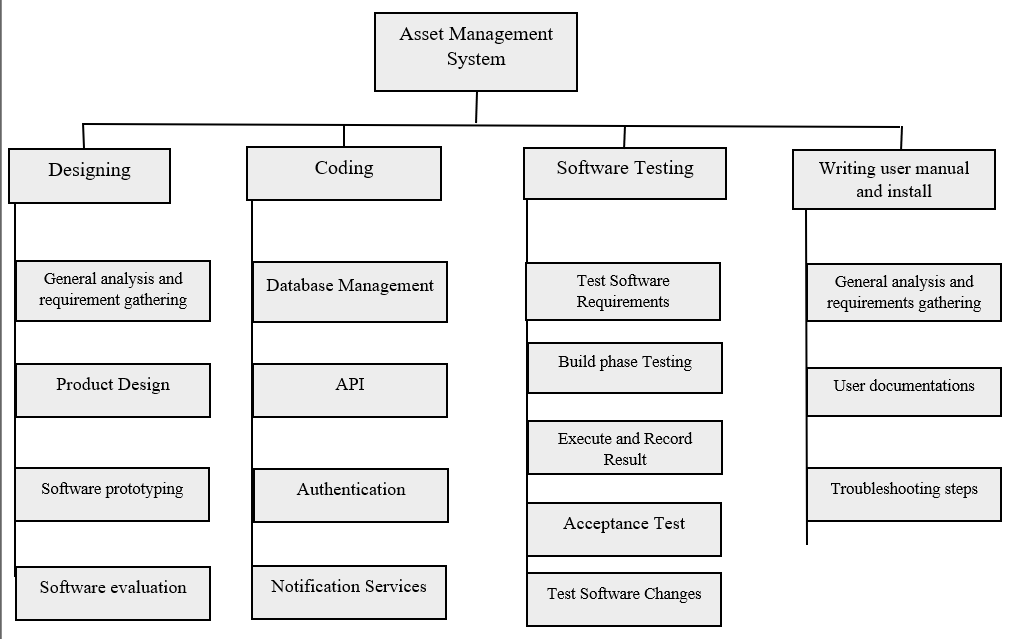 Asset Management
System
Designing
Coding
Software Testing
Writing user manual
and install
General analysis and
requirement gathering
Product Design
Software prototyping
Software evaluation
Database Management
API
Authentication
Notification Services
Test Software
Requirements
Build phase Testing
Execute and Record
Result
Acceptance Test
Test Software Changes
General analysis and
requirements gathering
User documentations
Troubleshooting steps